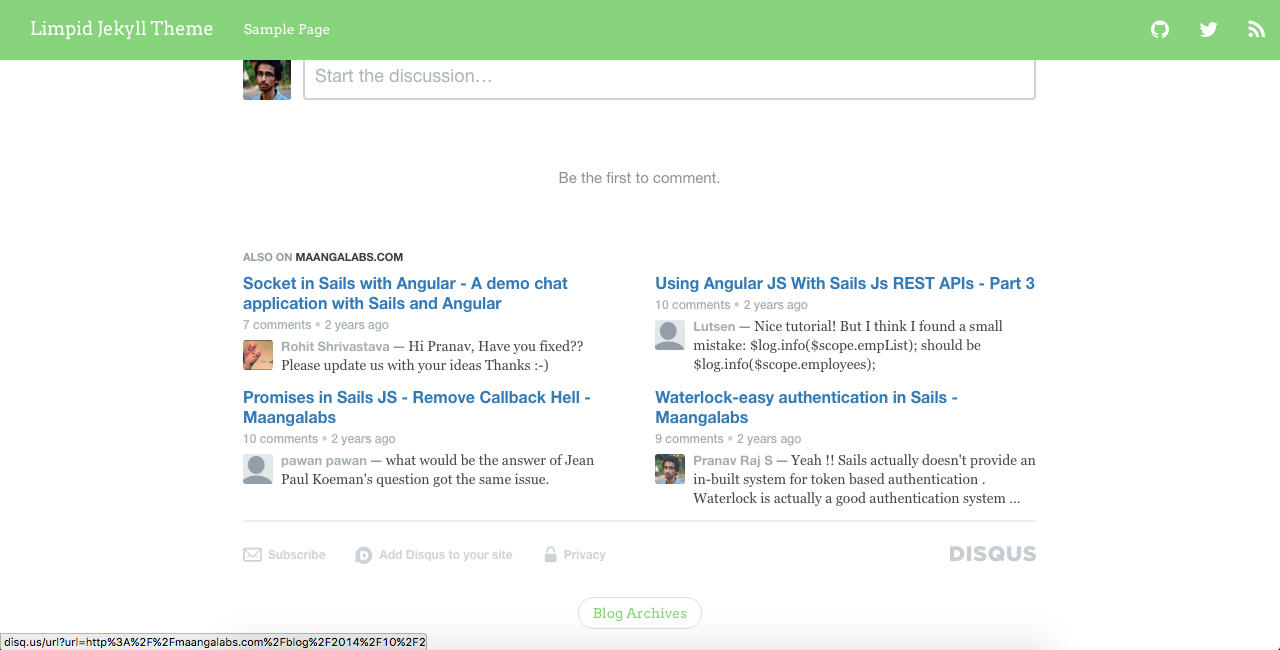 Limpid Jekyll Theme
Sample Page
Start the discussion…
Be the first to comment.
ALSO ON MAANGALABS.COM
Socket in Sails with Angular - A demo chat
application with Sails and Angular
7 comments • 2 years ago
Rohit Shrivastava — Hi Pranav, Have you fixed??
Please update us with your ideas Thanks :-)
Using Angular JS With Sails Js REST APIs - Part 3
10 comments • 2 years ago
Lutsen — Nice tutorial! But I think I found a small
mistake: $log.info($scope.empList); should be
$log.info($scope.employees);
Promises in Sails JS - Remove Callback Hell -
Maangalabs
10 comments • 2 years ago
pawan pawan — what would be the answer of Jean
Paul Koeman's question got the same issue.
Waterlock-easy authentication in Sails -
Maangalabs
9 comments • 2 years ago
Pranav Raj S — Yeah !! Sails actually doesn't provide an
in-built system for token based authentication .
Waterlock is actually a good authentication system ...
Subscribe
Add Disqus to your site
Privacy
DISQUS
Blog Archives
disq.us/url?url=http%3A%2F%2Fmaangalabs.com%2Fblog%2F2014%2F10%2F2